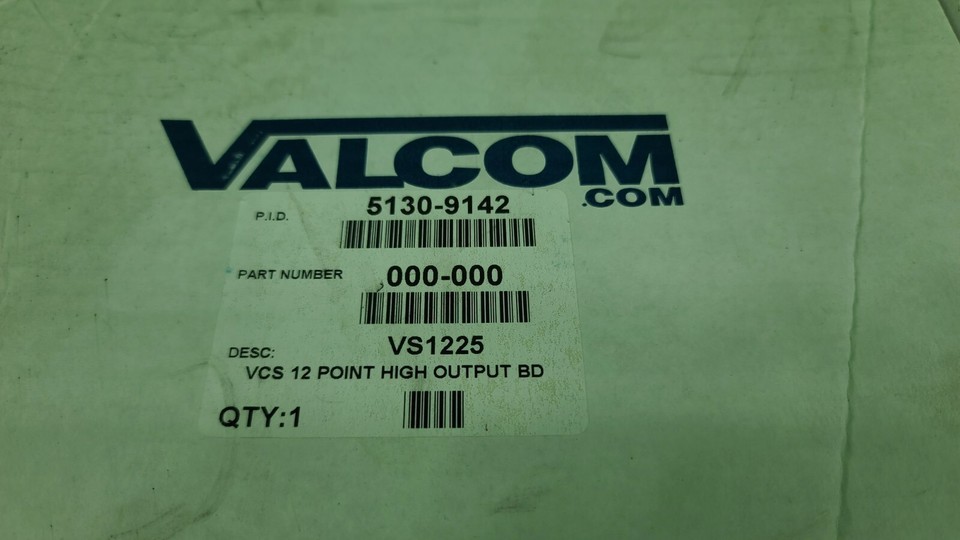 VALCOM
.COM
P.I.D. 5130-9142
PART NUMBER 000-000
DESC: VS1225
VCS 12 POINT HIGH OUTPUT BD
QTY:1